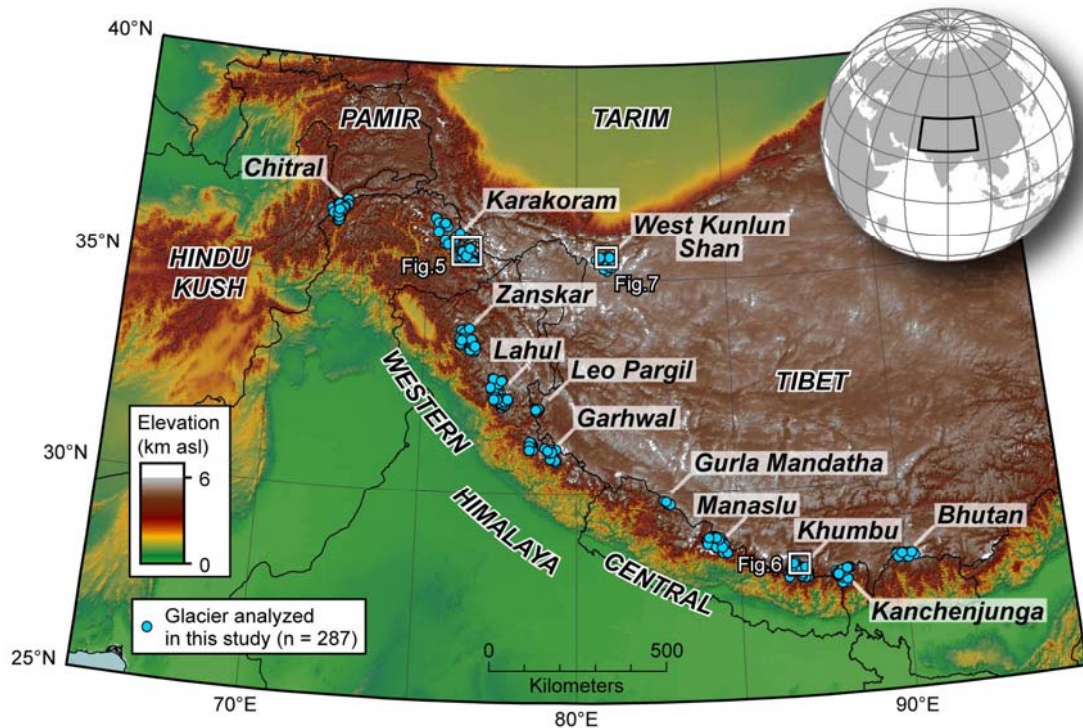 40°N
PAMIR
TARIM
Chitral
Karakoram
35°N
West Kunlun
Shan
Fig.5
Fig.7
HINDU
KUSH
Zanskar
Lahul
Leo Pargil
TIBET
WESTERN
Garhwal
Elevation
(km asl)
6
0
30°N
Gurla Mandatha
Manaslu
HIMALAYA
Khumbu
Bhutan
Fig.6
CENTRAL
Kanchenjunga
Glacier analyzed
in this study (n = 287)
0
500
Kilometers
25°N
70°E
80°E
90°E